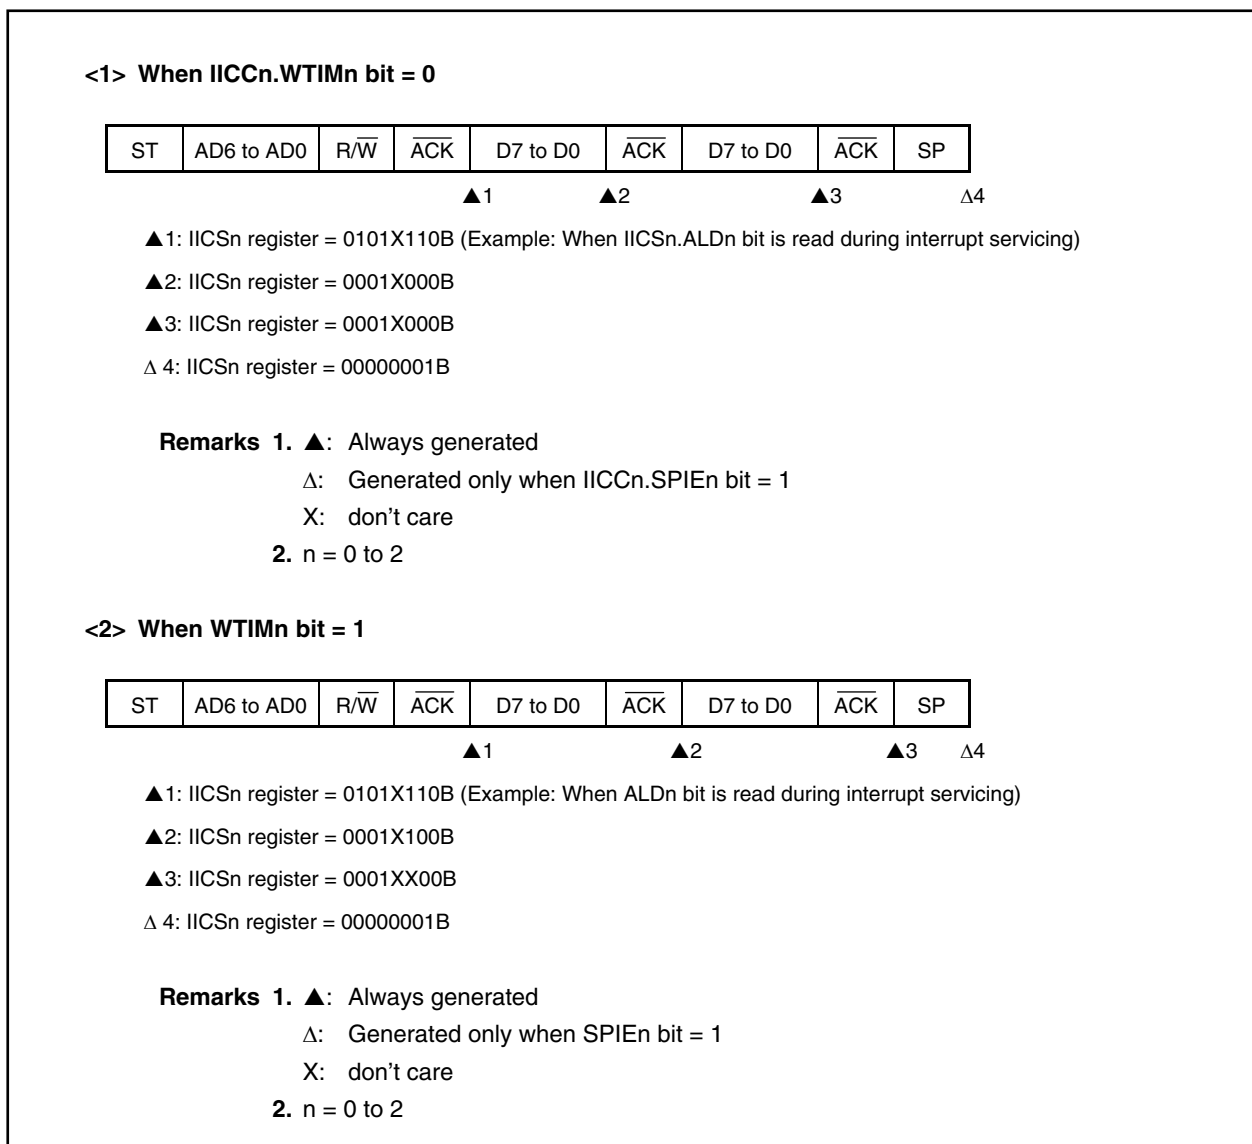 <1> When IICCn.WTIMn bit = 0
ST AD6 to AD0 R/W̅ A̅C̅K̅ D7 to D0 A̅C̅K̅ D7 to D0 A̅C̅K̅ SP
▲1 ▲2 ▲3 Δ4
▲1: IICSn register = 0101X110B (Example: When IICSn.ALDn bit is read during interrupt servicing)
▲2: IICSn register = 0001X000B
▲3: IICSn register = 0001X000B
Δ 4: IICSn register = 00000001B
Remarks 1. ▲: Always generated
Δ: Generated only when IICCn.SPIEn bit = 1
X: don't care
2. n = 0 to 2
<2> When WTIMn bit = 1
ST AD6 to AD0 R/W̅ A̅C̅K̅ D7 to D0 A̅C̅K̅ D7 to D0 A̅C̅K̅ SP
▲1 ▲2 ▲3 Δ4
▲1: IICSn register = 0101X110B (Example: When ALDn bit is read during interrupt servicing)
▲2: IICSn register = 0001X100B
▲3: IICSn register = 0001XX00B
Δ 4: IICSn register = 00000001B
Remarks 1. ▲: Always generated
Δ: Generated only when SPIEn bit = 1
X: don't care
2. n = 0 to 2